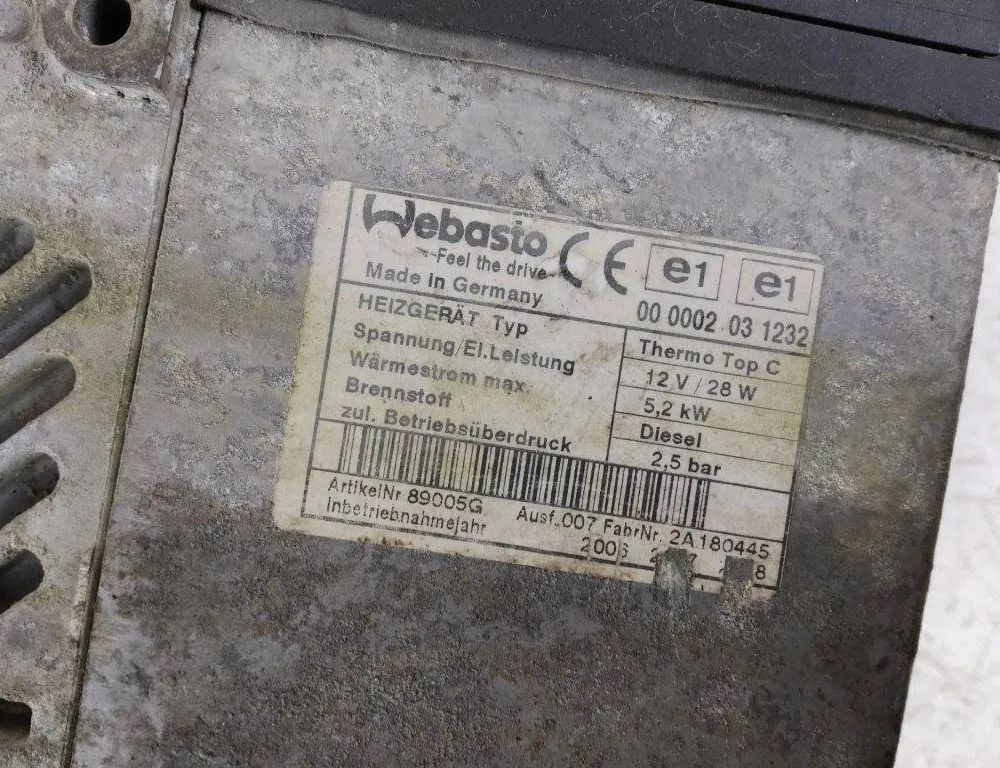 Webasto
Feel the drive
CE e1 e1
Made in Germany
00 0002 03 1232
HEIZGERÄT Typ Thermo Top C
Spannung/El.Leistung 12 V / 28 W
Wärmestrom max 5,2 kW
Brennstoff Diesel
zul. Betriebsüberdruck 2,5 bar
ArtikelNr 89005G Ausf. 007 FabrNr. 2A180445
Inbetriebnahmejahr 2006